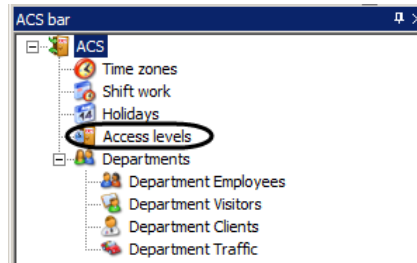 ACS bar
ACS
Time zones
Shift work
Holidays
Access levels
Departments
Department Employees
Department Visitors
Department Clients
Department Traffic